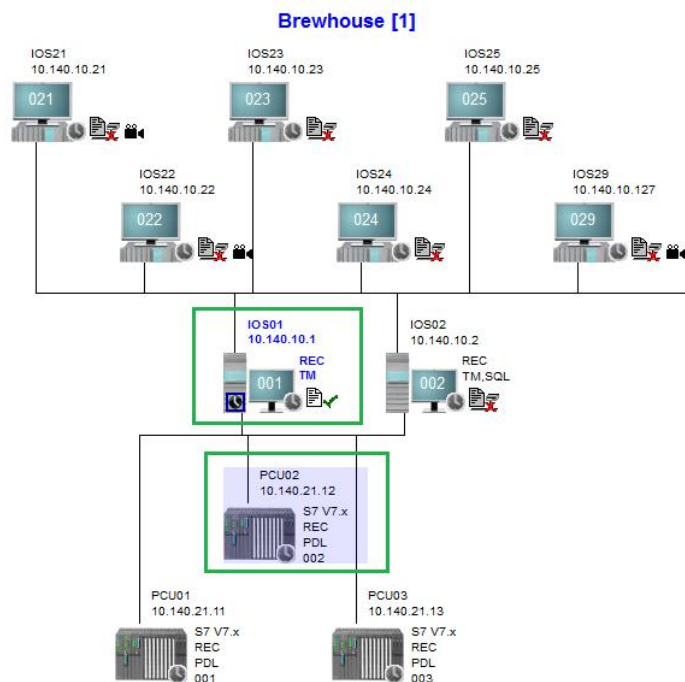 Brewhouse [1]
IOS21
10.140.10.21
021
IOS23
10.140.10.23
023
IOS25
10.140.10.25
025
IOS22
10.140.10.22
022
IOS24
10.140.10.24
024
IOS29
10.140.10.127
029
IOS01
10.140.10.1
001
REC
TM
IOS02
10.140.10.2
002
REC
TM,SQL
PCU02
10.140.21.12
S7 V7.x
REC
PDL
002
PCU01
10.140.21.11
S7 V7.x
REC
PDL
001
PCU03
10.140.21.13
S7 V7.x
REC
PDL
003